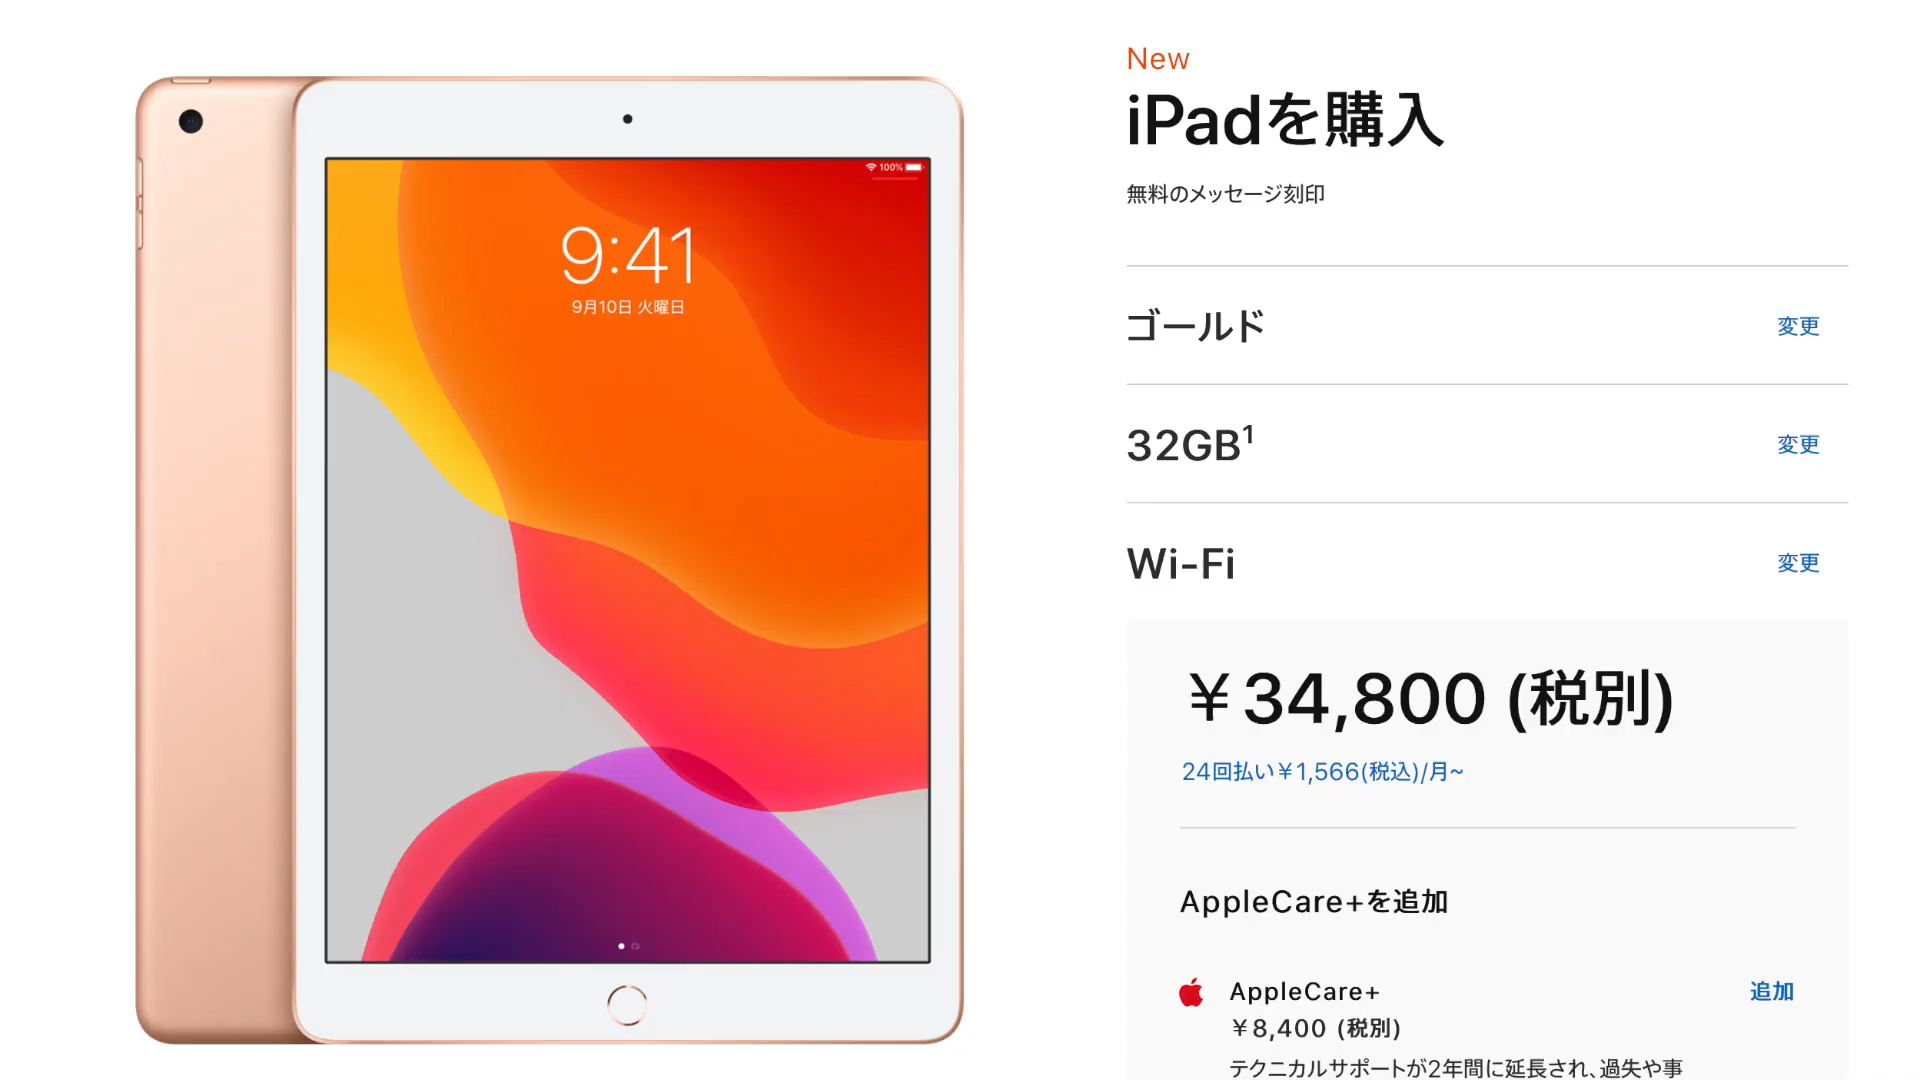 100%
9:41
9月10日 火曜日
New
iPadを購入
無料のメッセージ刻印
ゴールド
変更
32GB¹
変更
Wi-Fi
変更
￥34,800 (税別)
24回払い￥1,566(税込)/月~
AppleCare+を追加
AppleCare+
追加
￥8,400 (税別)
テクニカルサポートが2年間に延長され、過失や事